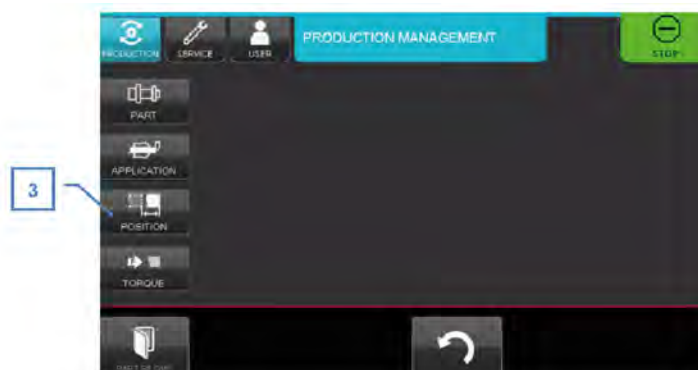 PRODUCTION
SERVICE
USER
PRODUCTION MANAGEMENT
STOP
PART
APPLICATION
3
POSITION
TORQUE